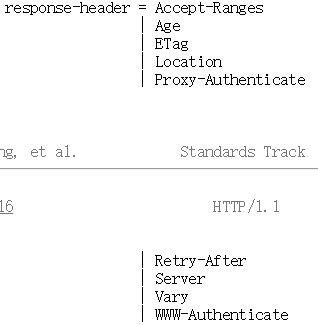 response-header = Accept-Ranges
| Age
| ETag
| Location
| Proxy-Authenticate
et al. Standards Track
16 HTTP/1.1
| Retry-After
| Server
| Vary
| WWW-Authenticate